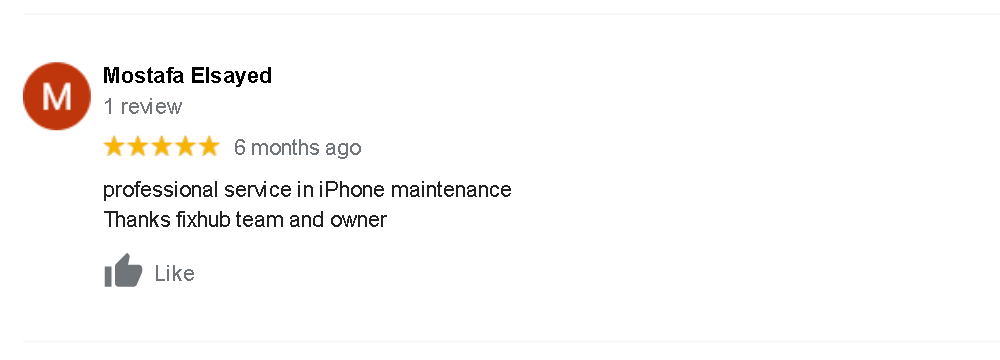 M
Mostafa Elsayed
1 review
6 months ago
professional service in iPhone maintenance
Thanks fixhub team and owner
Like